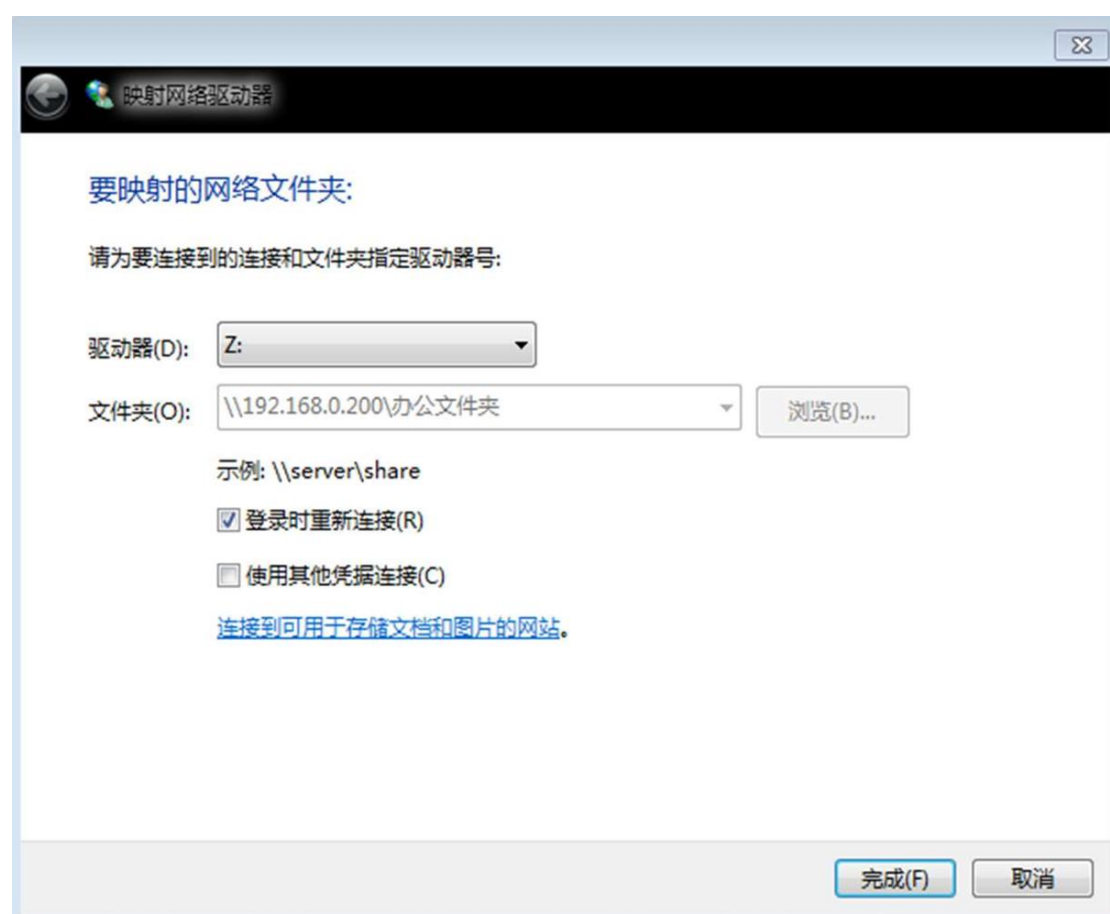 映射网络驱动器
要映射的网络文件夹:
请为要连接到的连接和文件夹指定驱动器号:
驱动器(D): Z:
文件夹(O): \\192.168.0.200\办公文件夹 浏览(B)...
示例: \\server\share
登录时重新连接(R)
使用其他凭据连接(C)
连接到可用于存储文档和图片的网站。
完成(F) 取消